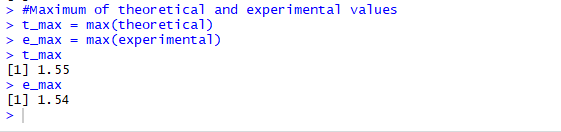 > #Maximum of theoretical and experimental values
> t_max = max(theoretical)
> e_max = max(experimental)
> t_max
[1] 1.55
> e_max
[1] 1.54
>